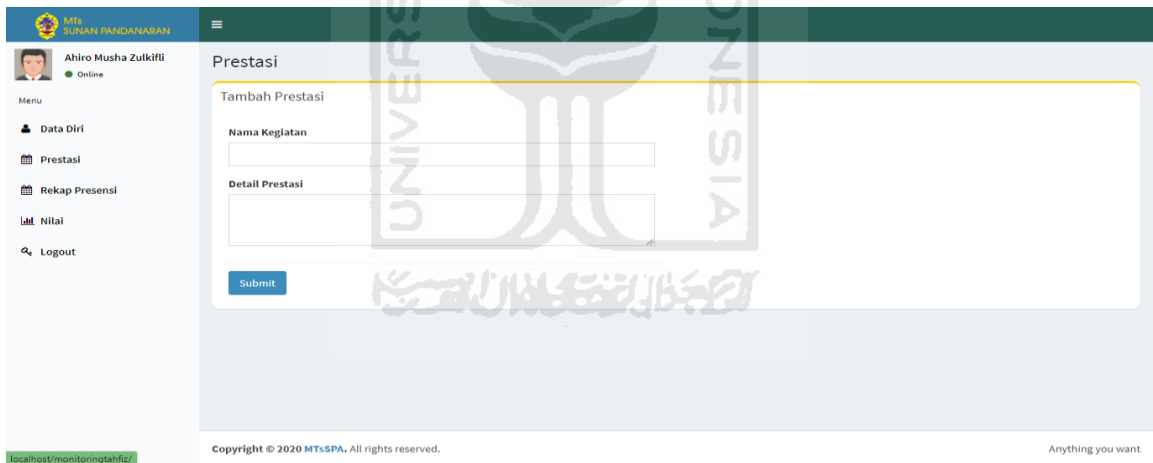 MTs
SUNAN PANDANARAN
Ahiro Musha Zulkifli
Online
Menu
Data Diri
Prestasi
Rekap Presensi
Nilai
Logout
Prestasi
Tambah Prestasi
Nama Kegiatan
Detail Prestasi
Submit
Copyright © 2020 MTsSPA. All rights reserved.
Anything you want
localhost/monitoringtahfiz/